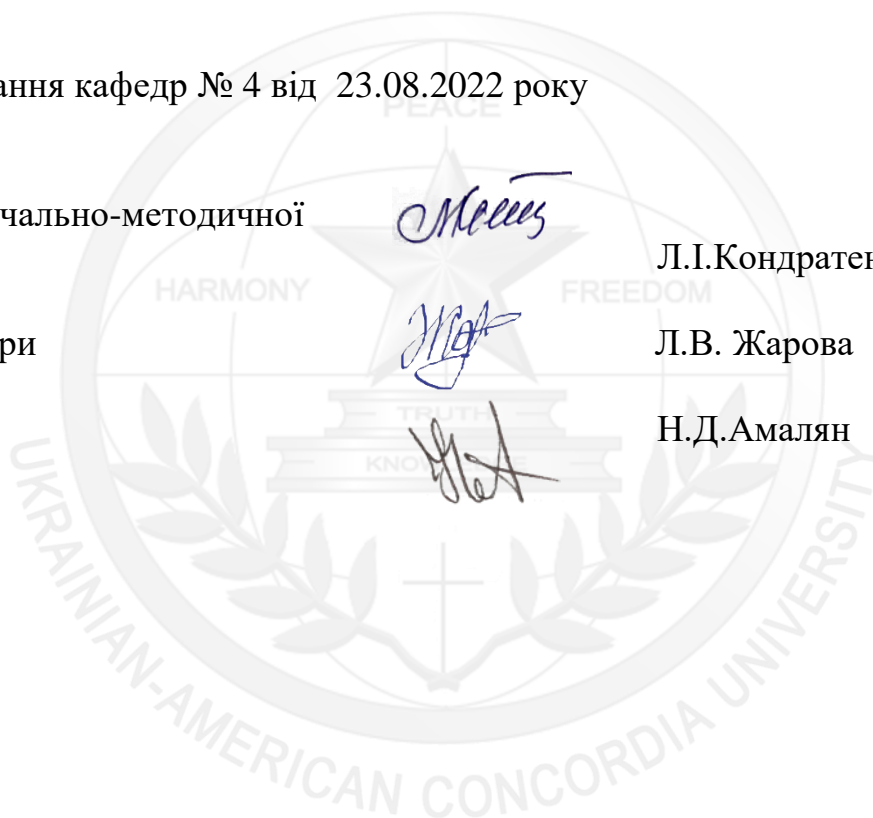 ання кафедр № 4 від 23.08.2022 року
PEACE
чально-методичної
Л.І.Кондратен
HARMONY
FREEDOM
ри
Л.В. Жарова
TRUTH
Н.Д.Амалян
UKRAINIAN-AMERICAN CONCORDIA UNIVERSITY